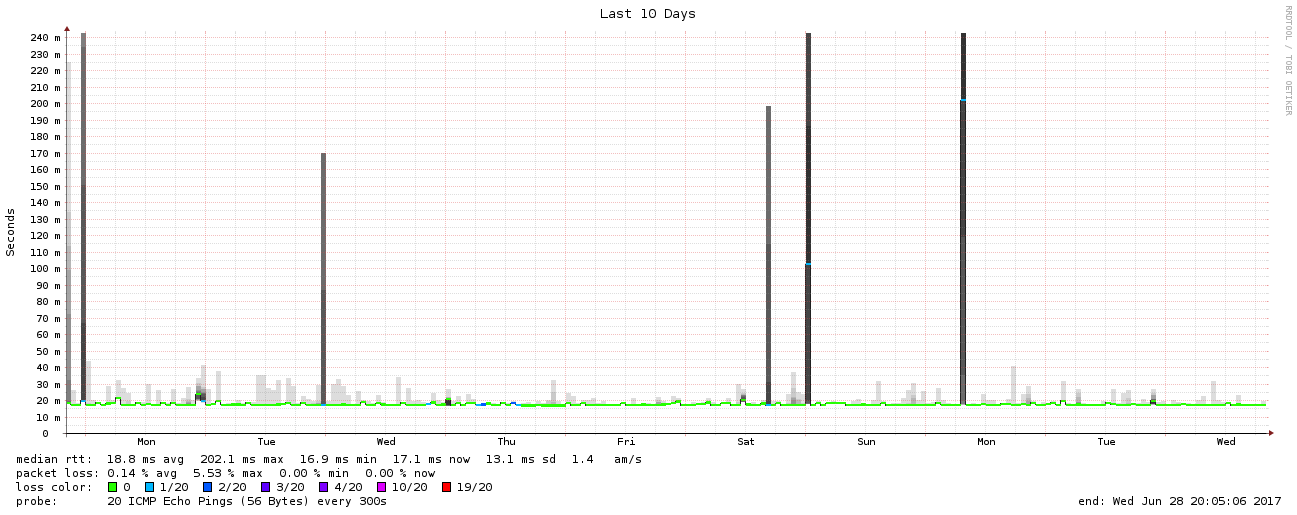 Last 10 Days
RRDTOOL / TOBI OETIKER
Seconds
240 m
230 m
220 m
210 m
200 m
190 m
180 m
170 m
160 m
150 m
140 m
130 m
120 m
110 m
100 m
90 m
80 m
70 m
60 m
50 m
40 m
30 m
20 m
10 m
0
Mon Tue Wed Thu Fri Sat Sun Mon Tue Wed
median rtt: 18.8 ms avg 202.1 ms max 16.9 ms min 17.1 ms now 13.1 ms sd 1.4 am/s
packet loss: 0.14 % avg 5.53 % max 0.00 % min 0.00 % now
loss color: 0 1/20 2/20 3/20 4/20 10/20 19/20
probe: 20 ICMP Echo Pings (56 Bytes) every 300s end: Wed Jun 28 20:05:06 2017